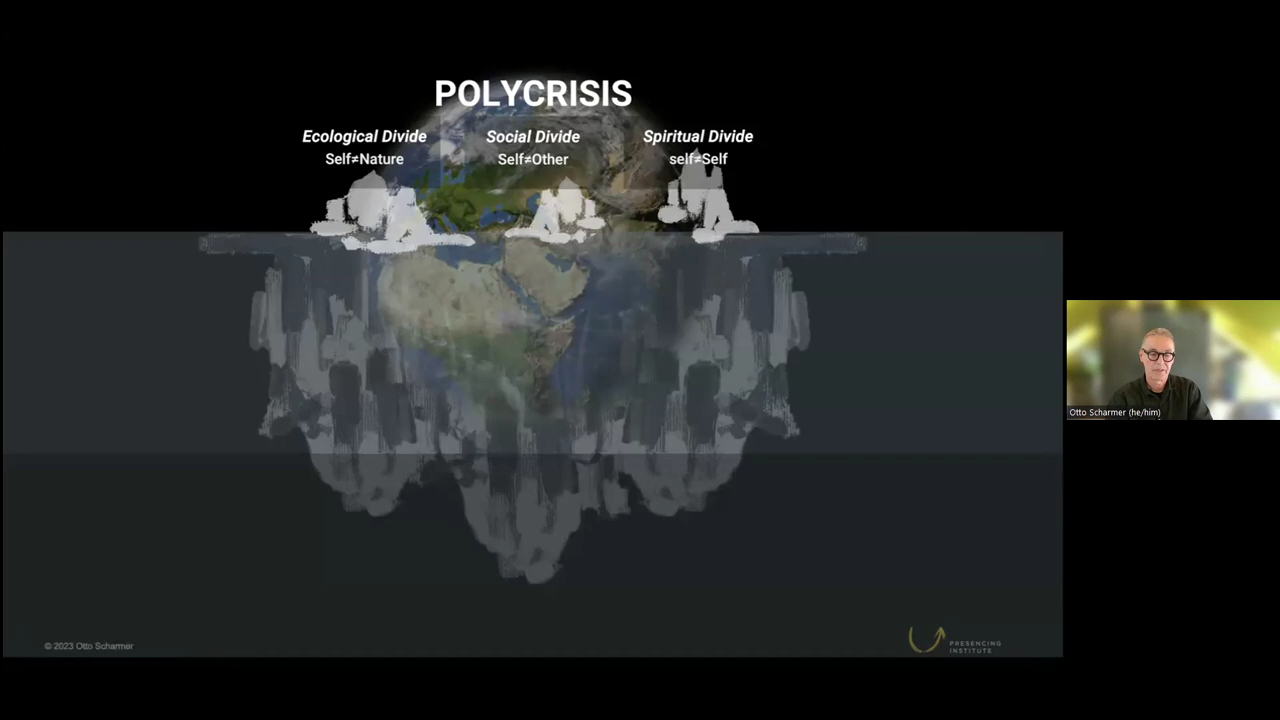 POLYCRISIS
Ecological Divide
Self≠Nature
Social Divide
Self≠Other
Spiritual Divide
self≠Self
Otto Scharmer (he/him)
© 2023 Otto Scharmer
PRESENCING
INSTITUTE